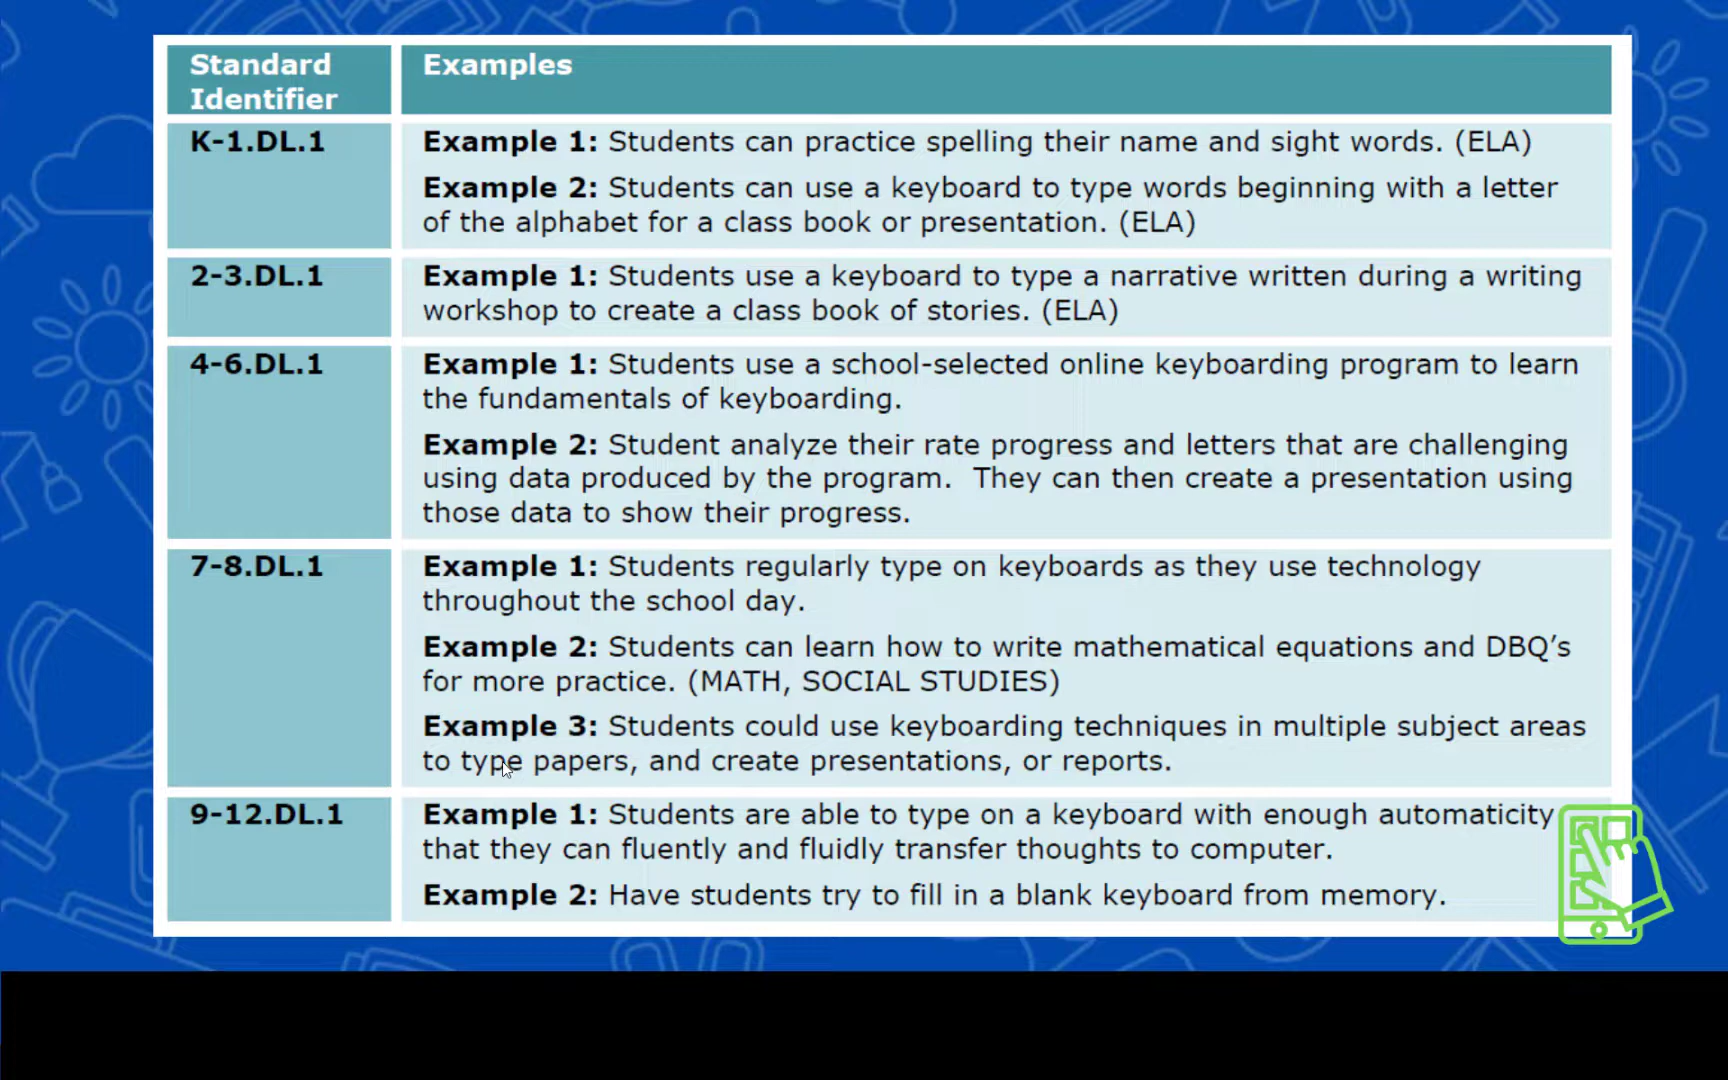 Standard
Identifier
Examples
K-1.DL.1
Example 1: Students can practice spelling their name and sight words. (ELA)
Example 2: Students can use a keyboard to type words beginning with a letter
of the alphabet for a class book or presentation. (ELA)
2-3.DL.1
Example 1: Students use a keyboard to type a narrative written during a writing
workshop to create a class book of stories. (ELA)
4-6.DL.1
Example 1: Students use a school-selected online keyboarding program to learn
the fundamentals of keyboarding.
Example 2: Student analyze their rate progress and letters that are challenging
using data produced by the program.  They can then create a presentation using
those data to show their progress.
7-8.DL.1
Example 1: Students regularly type on keyboards as they use technology
throughout the school day.
Example 2: Students can learn how to write mathematical equations and DBQ’s
for more practice. (MATH, SOCIAL STUDIES)
Example 3: Students could use keyboarding techniques in multiple subject areas
to type papers, and create presentations, or reports.
9-12.DL.1
Example 1: Students are able to type on a keyboard with enough automaticity
that they can fluently and fluidly transfer thoughts to computer.
Example 2: Have students try to fill in a blank keyboard from memory.